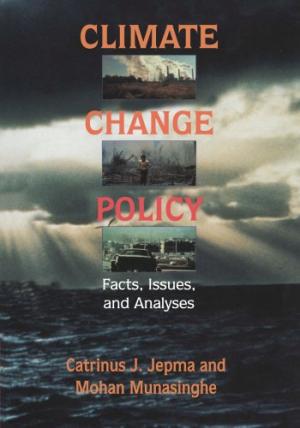 CLIMATE
CHANGE
POLICY
Facts, Issues,
and Analyses
Catrinus J. Jepma and
Mohan Munasinghe